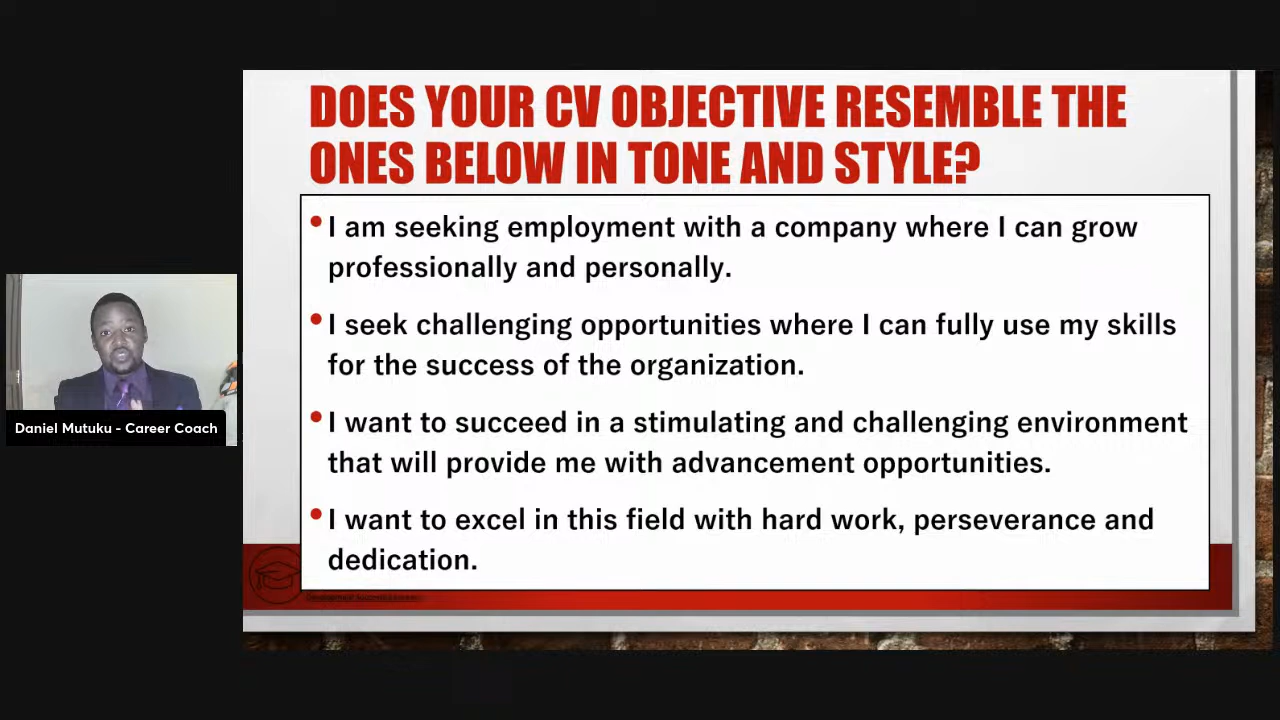 DOES YOUR CV OBJECTIVE RESEMBLE THE
ONES BELOW IN TONE AND STYLE?
•I am seeking employment with a company where I can grow
professionally and personally.
•I seek challenging opportunities where I can fully use my skills
for the success of the organization.
•I want to succeed in a stimulating and challenging environment
that will provide me with advancement opportunities.
•I want to excel in this field with hard work, perseverance and
dedication.
Daniel Mutuku - Career Coach